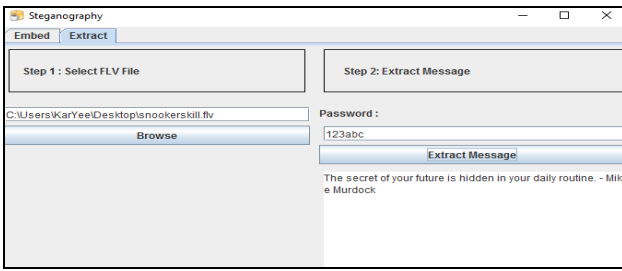 Steganography
Embed Extract
Step 1 : Select FLV File
Step 2: Extract Message
C:\Users\KarYee\Desktop\snookerskill.flv
Browse
Password :
123abc
Extract Message
The secret of your future is hidden in your daily routine. - Mik
e Murdock